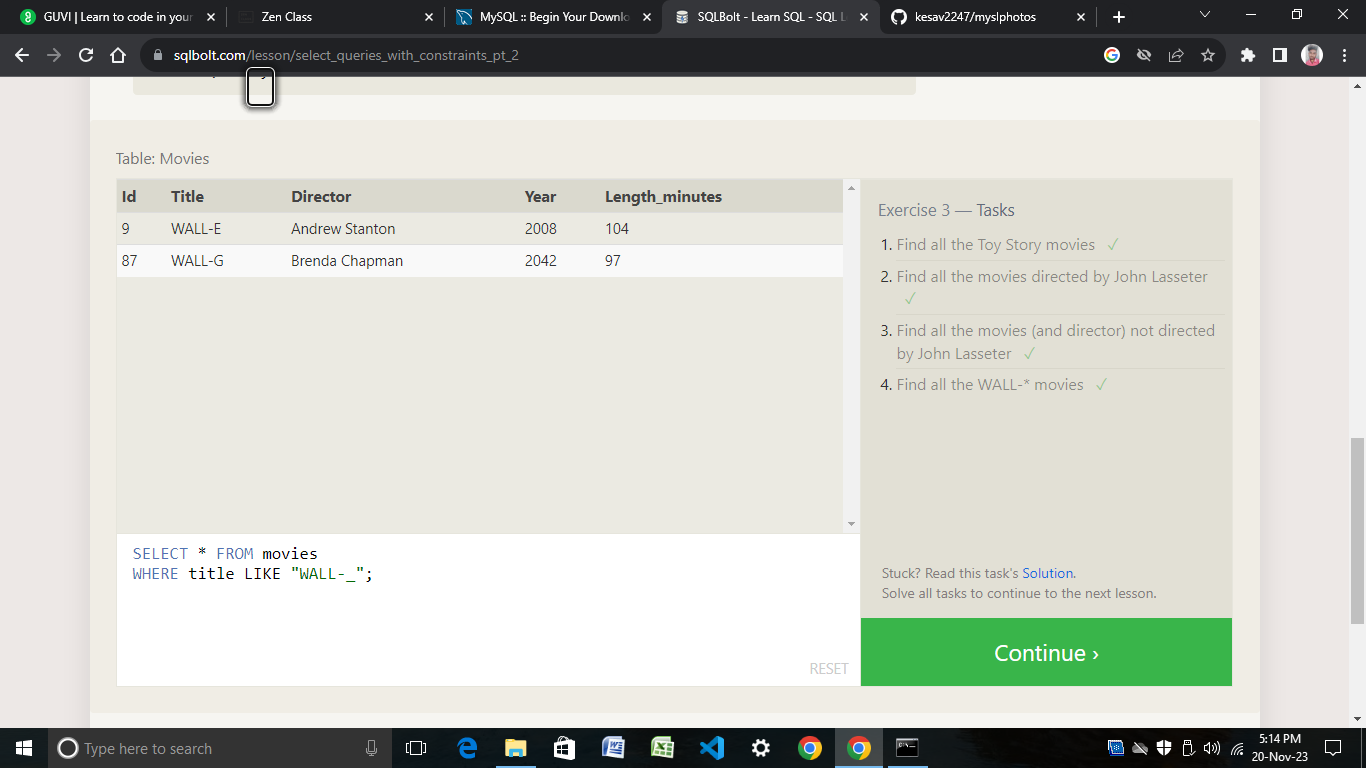 GUVI | Learn to code in your
Zen Class
MySQL :: Begin Your Downlo
SQLBolt - Learn SQL - SQL L
kesav2247/myslphotos
sqlbolt.com/lesson/select_queries_with_constraints_pt_2
Table: Movies
Id Title Director Year Length_minutes
9 WALL-E Andrew Stanton 2008 104
87 WALL-G Brenda Chapman 2042 97
SELECT * FROM movies
WHERE title LIKE "WALL-_";
RESET
Exercise 3 — Tasks
1. Find all the Toy Story movies ✓
2. Find all the movies directed by John Lasseter
✓
3. Find all the movies (and director) not directed
by John Lasseter ✓
4. Find all the WALL-* movies ✓
Stuck? Read this task's Solution.
Solve all tasks to continue to the next lesson.
Continue ›
Type here to search
5:14 PM
20-Nov-23